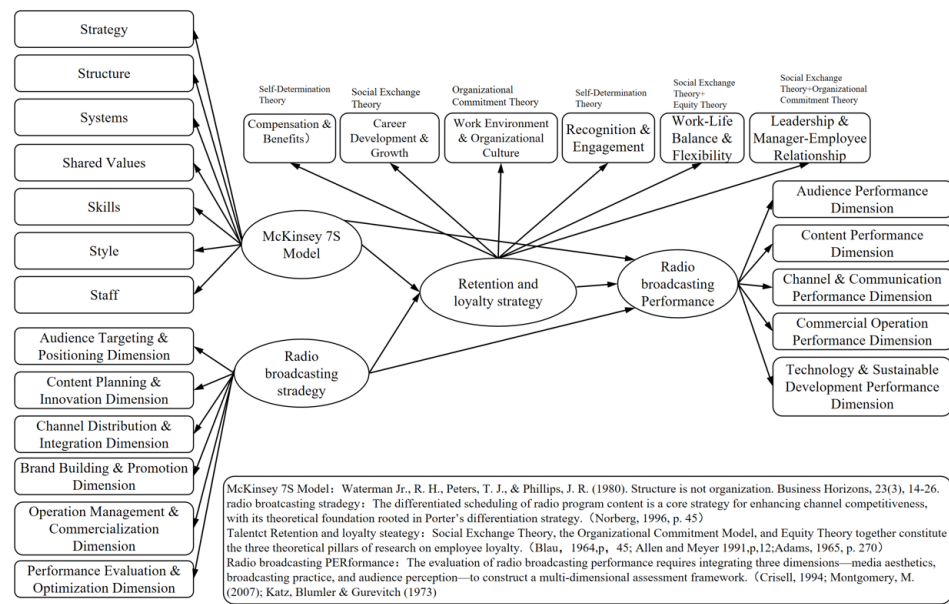 Strategy
Structure
Systems
Shared Values
Skills
Style
Staff
Audience Targeting &
Positioning Dimension
Content Planning &
Innovation Dimension
Channel Distribution &
Integration Dimension
Brand Building & Promotion
Operation Management &
Commercialization
Dimension
Performance Evaluation &
Optimization Dimension
McKinsey 7S
Model
Radio
broadcasting
stradegy
Self-Determination
Theory
Compensation &
Benefits）
Social Exchange Theory
Career
Development &
Growth
Organizational
Commitment Theory
Work Environment
& Organizational
Culture
Self-Determination Theory
Recognition &
Engagement
Social Exchange
Theory+
Equity Theory
Work-Life
Balance &
Flexibility
Social Exchange
Theory+Organizational
Commitment Theory
Leadership &
Manager-Employee
Relationship
Retention and
loyalty strategy
Radio
broadcasting
Performance
Audience Performance
Dimension
Content Performance
Dimension
Channel & Communication
Performance Dimension
Commercial Operation
Performance Dimension
Technology & Sustainable
Development Performance
Dimension
McKinsey 7S Model：Waterman Jr., R. H., Peters, T. J., & Phillips, J. R. (1980). Structure is not organization. Business Horizons, 23(3), 14-26.
radio broatcasting stradegy：The differentiated scheduling of radio program content is a core strategy for enhancing channel competitiveness,
with its theoretical foundation rooted in Porter's differentiation strategy.（Norberg, 1996, p. 45）
Talentct Retention and loyalty steategy：Social Exchange Theory, the Organizational Commitment Model, and Equity Theory together constitute
the three theoretical pillars of research on employee loyalty.（Blau，1964,p，45; Allen and Meyer 1991,p,12;Adams, 1965, p. 270）
Radio broadcasting PERformance：The evaluation of radio broadcasting performance requires integrating three dimensions—media aesthetics,
broadcasting practice, and audience perception—to construct a multi-dimensional assessment framework.（Crisell, 1994; Montgomery, M.
(2007); Katz, Blumler & Gurevitch (1973)